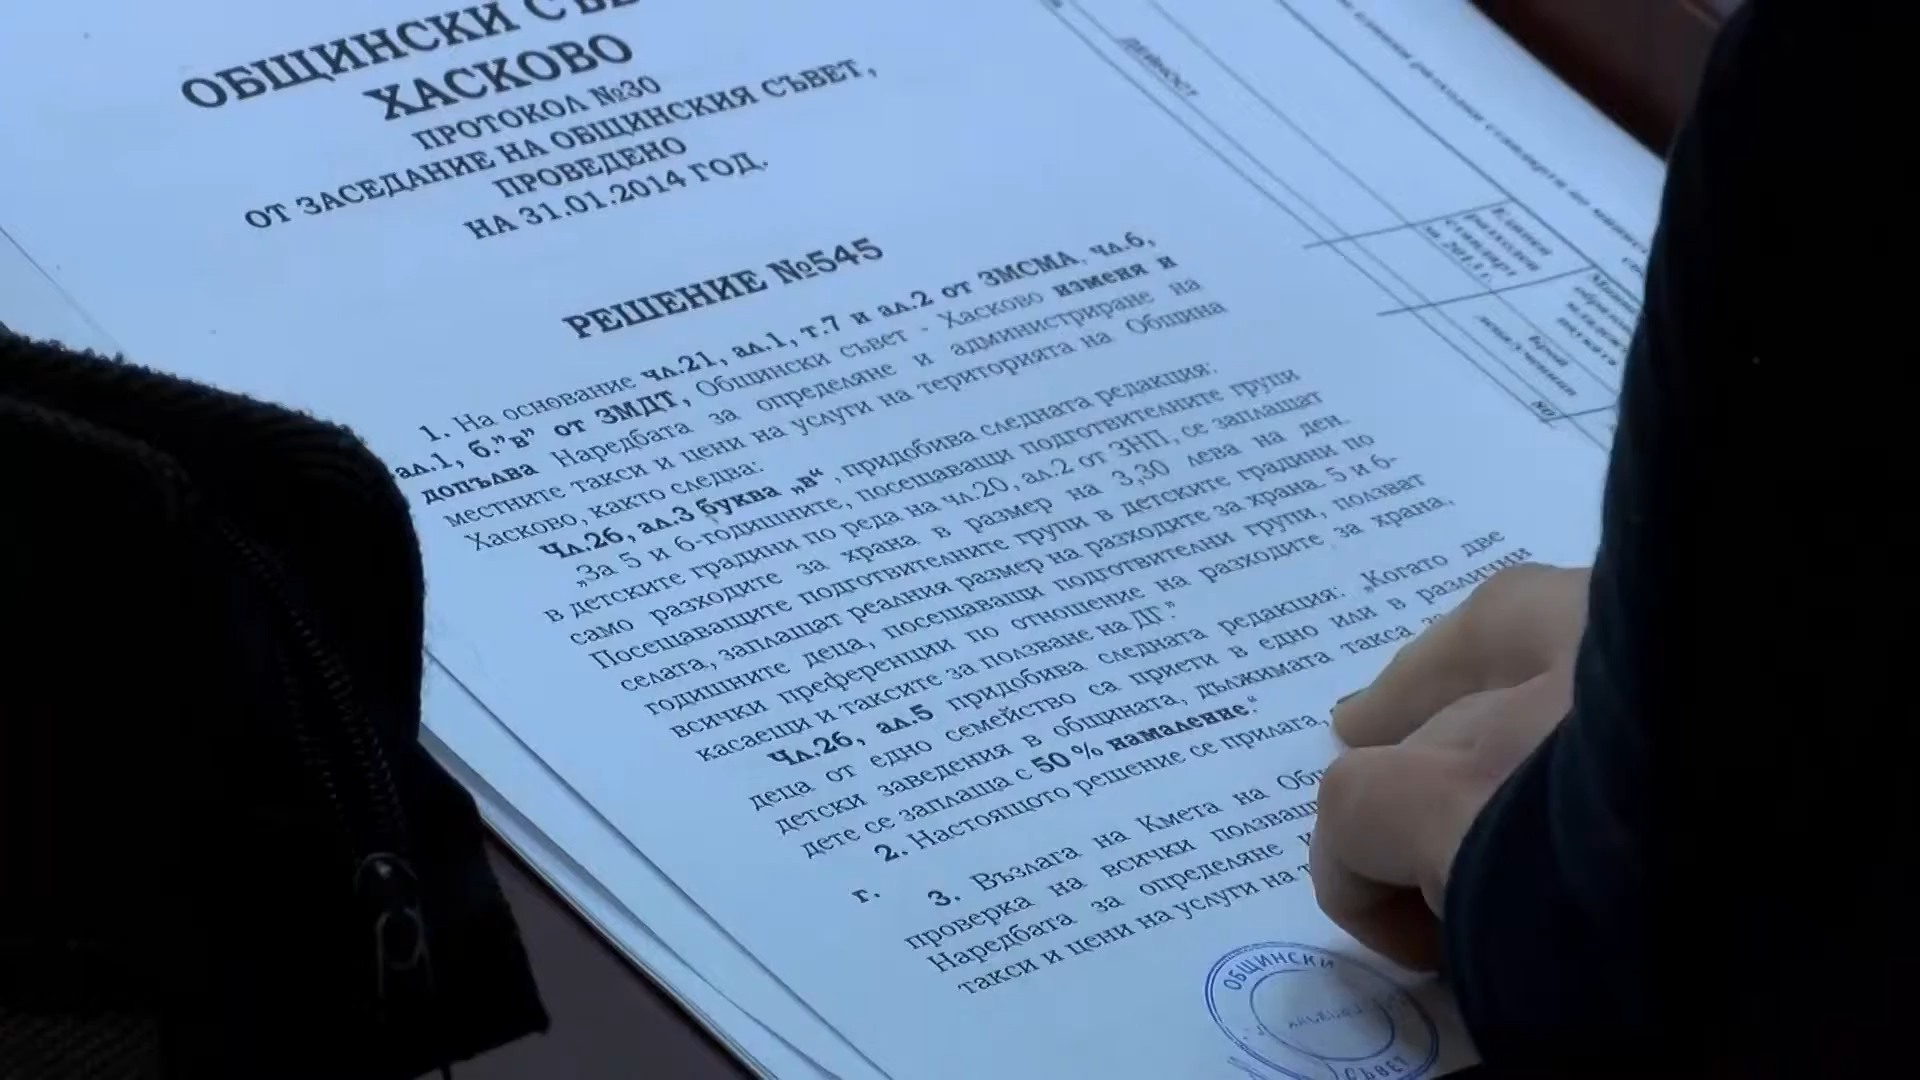 ОБЩИНСКИ СЪВ
ХАСКОВО
ПРОТОКОЛ №30
ОТ ЗАСЕДАНИЕ НА ОБЩИНСКИЯ СЪВЕТ,
ПРОВЕДЕНО
НА 31.01.2014 ГОД.
РЕШЕНИЕ №545
1. На основание чл.21, ал.1, т.7 и ал.2 от ЗМСМА, чл.6,
ал.1, б."в" от ЗМДТ, Общински съвет - Хасково изменя и
допълва Наредбата за определяне и администриране на
местните такси и цени на услуги на територията на Община
Хасково, както следва:
Чл.26, ал.3 буква „в“, придобива следната редакция:
„За 5 и 6-годишните, посещаващи подготвителните групи
в детските градини по реда на чл.20, ал.2 от ЗНП, се заплащат
само разходите за храна в размер на 3,30 лева на ден.
Посещаващите подготвителните групи в детските градини по
селата, заплащат реалния размер на разходите за храна. 5 и 6-
годишните деца, посещаващи подготвителни групи, ползват
всички преференции по отношение на разходите за храна,
касаещи и таксите за ползване на ДГ."
Чл.26, ал.5 придобива следната редакция: „Когато две
деца от едно семейство са приети в едно или в различни
детски заведения в общината, дължимата такса
дете се заплаща с 50 % намаление."
2. Настоящото решение се прилага,
г.
3. Възлага на Кмета на Общ
проверка на всички ползващ
Наредбата за определяне
такси и цени на услуги на т
ОБЩИНСКИ
СЪВЕТ
ДЕЙНОСТ
Единен
разходен
стандарт
за 2013 г.
Брой